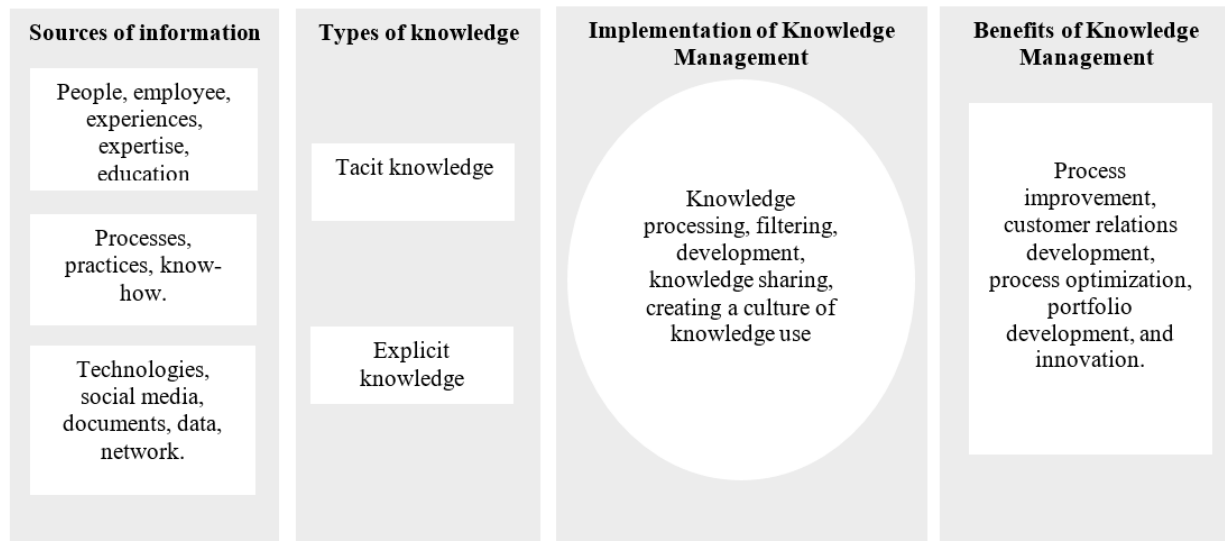 Sources of information
People, employee,
experiences,
expertise,
education
Processes,
practices, know-
how.
Technologies,
social media,
documents, data,
network.
Types of knowledge
Tacit knowledge
Explicit
knowledge
Implementation of Knowledge
Management
Knowledge
processing, filtering,
development,
knowledge sharing,
creating a culture of
knowledge use
Benefits of Knowledge
Management
Process
improvement,
customer relations
development,
process optimization,
portfolio
development, and
innovation.